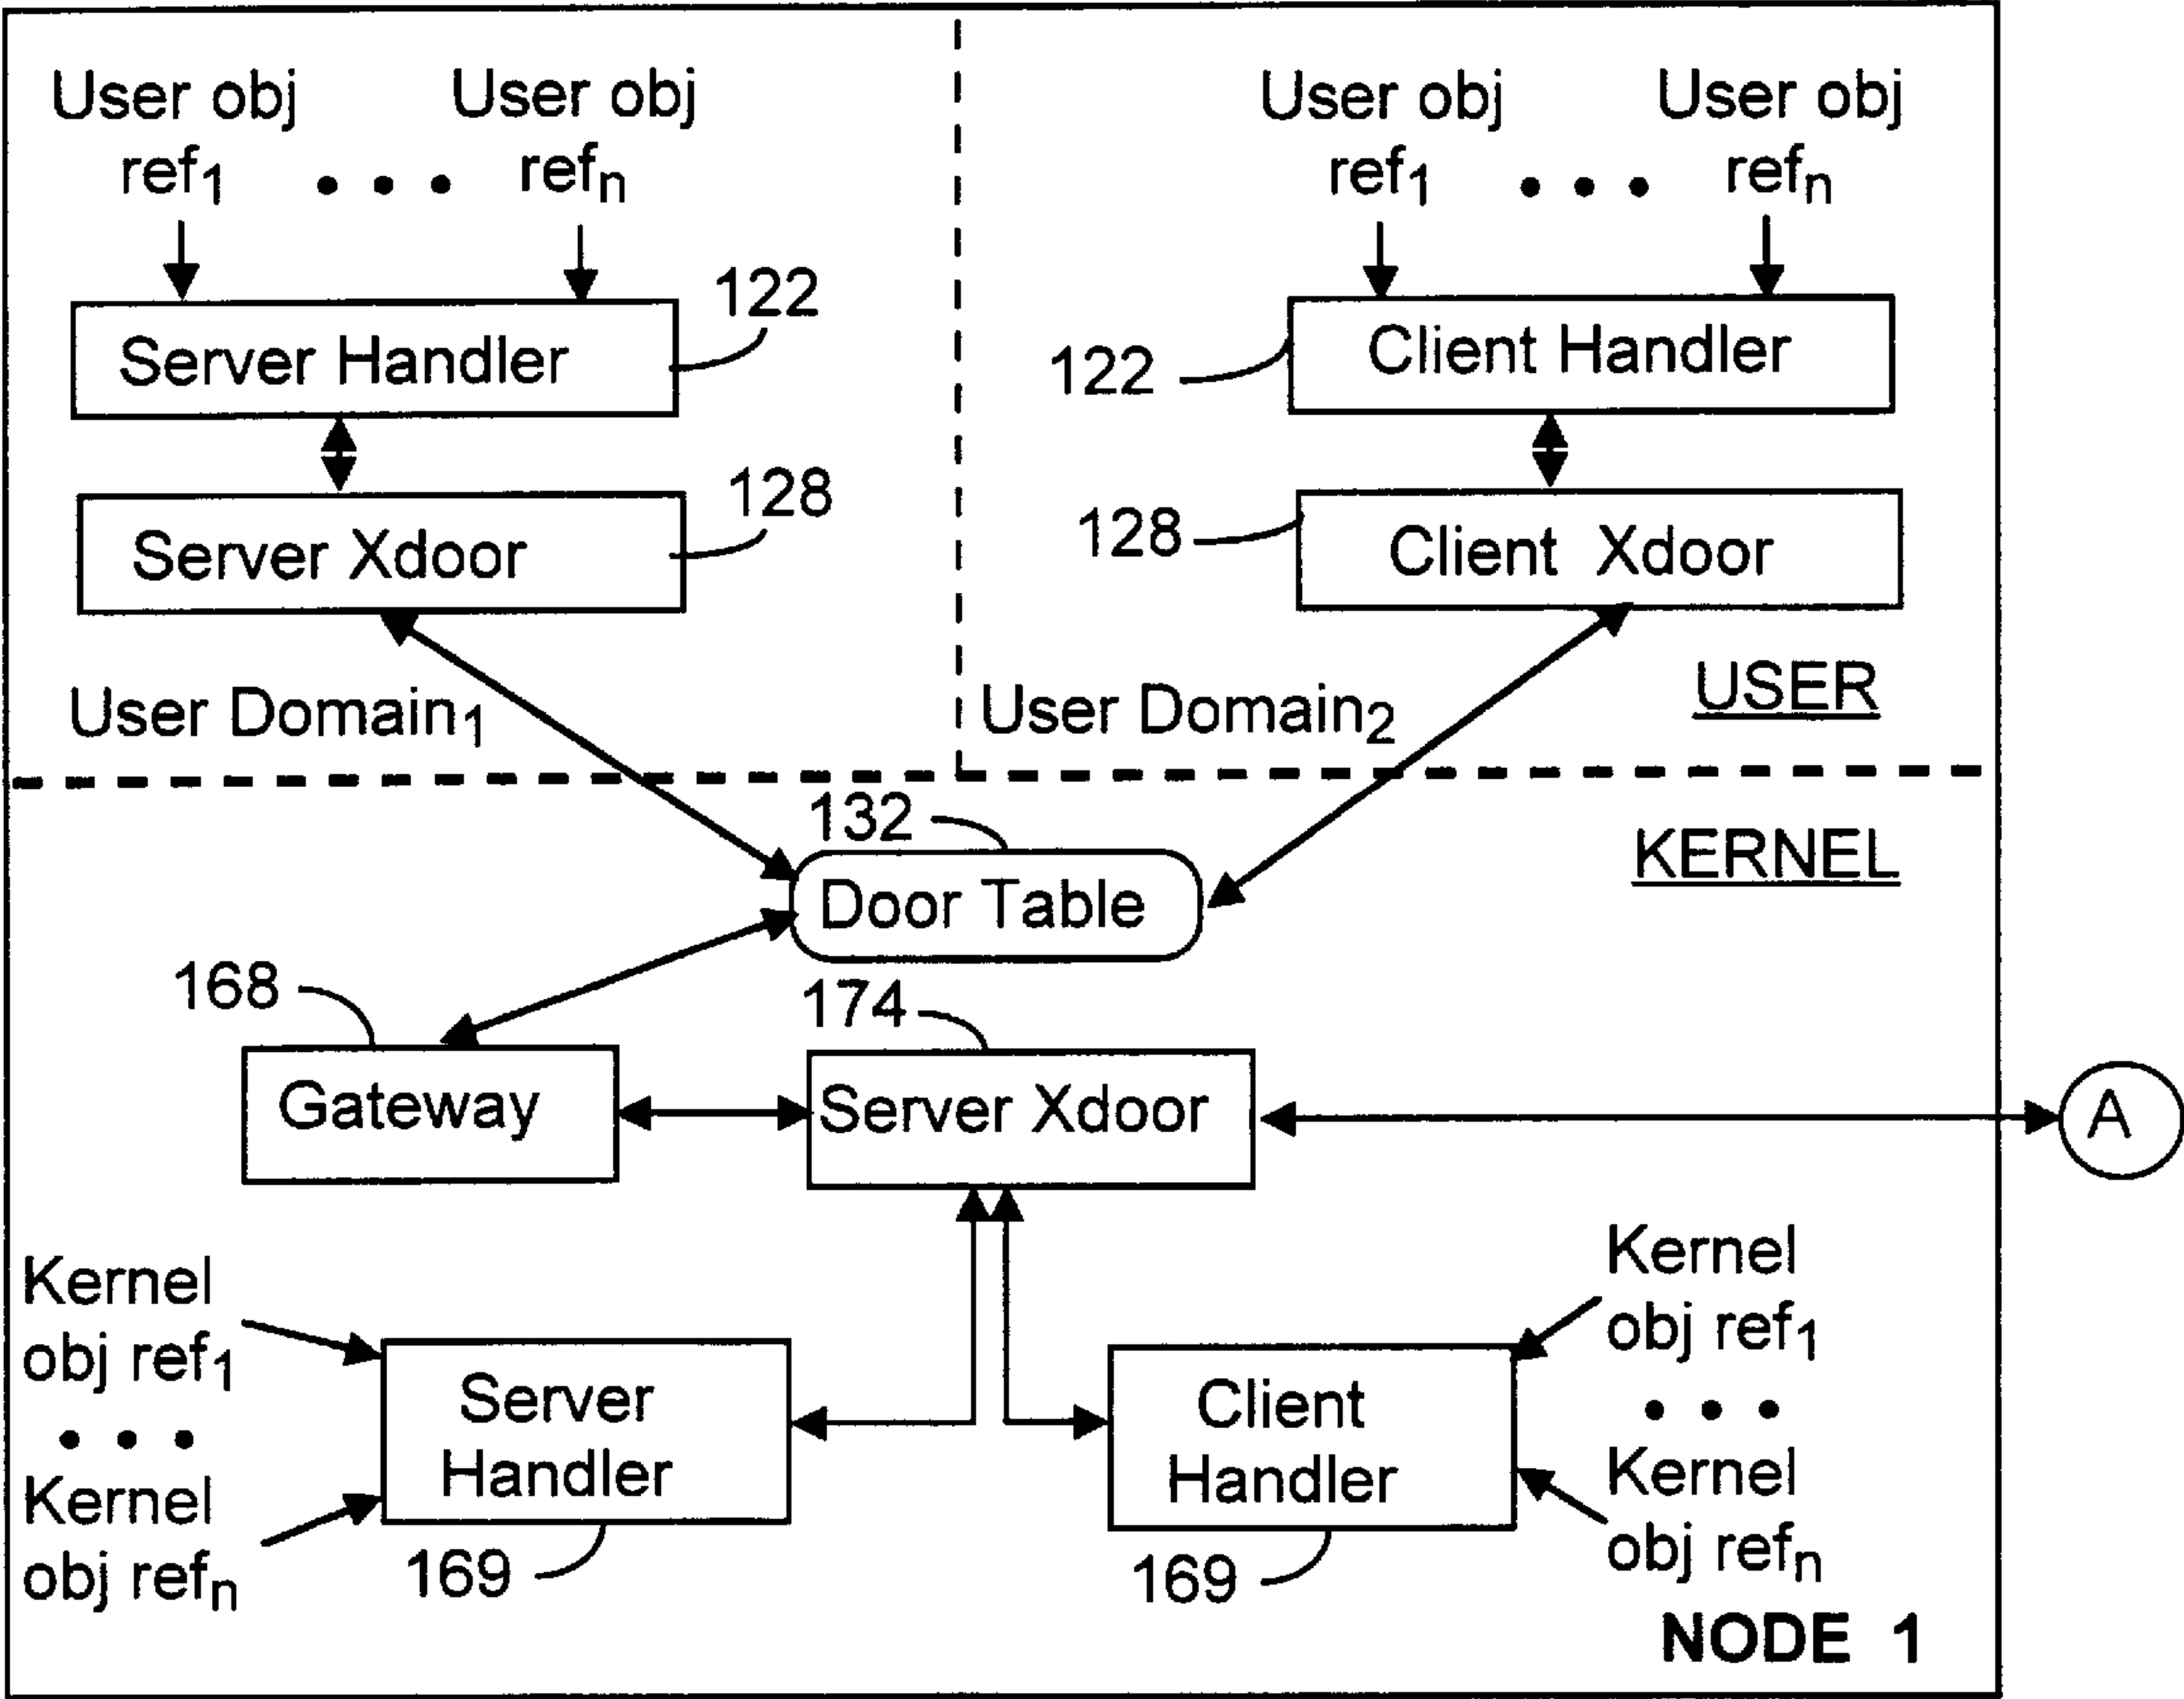 User obj
ref1 • • •
User obj
refn
122
Server Handler
128
Server Xdoor
User Domain1
User obj
ref1 • • •
User obj
refn
122
Client Handler
128
Client Xdoor
User Domain2
USER
KERNEL
132
Door Table
168
Gateway
174
Server Xdoor
A
Kernel
obj ref1
• • •
Kernel
obj refn
Server
Handler
169
Client
Handler
169
Kernel
obj ref1
• • •
Kernel
obj refn
NODE 1